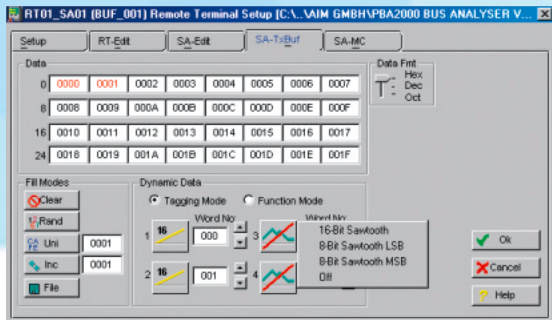 RT01_SA01 (BUF_001) Remote Terminal Setup [C:\..\AIM GMBH\PBA2000 BUS ANALYSER V...
Setup RT-Edit SA-Edit SA-TxBuf SA-MC
Data Data Fmt
Hex
Dec
Oct
0 0000 0001 0002 0003 0004 0005 0006 0007
8 0008 0009 000A 000B 000C 000D 000E 000F
16 0010 0011 0012 0013 0014 0015 0016 0017
24 0018 0019 001A 001B 001C 001D 001E 001F
Fill Modes Dynamic Data
Clear Tagging Mode Function Mode
Rand Word No
CA FE Uni 0001 1 16 000 3 16-Bit Sawtooth
8-Bit Sawtooth LSB Ok
Inc 0001 8-Bit Sawtooth MSB Cancel
File 2 16 001 4 Off Help